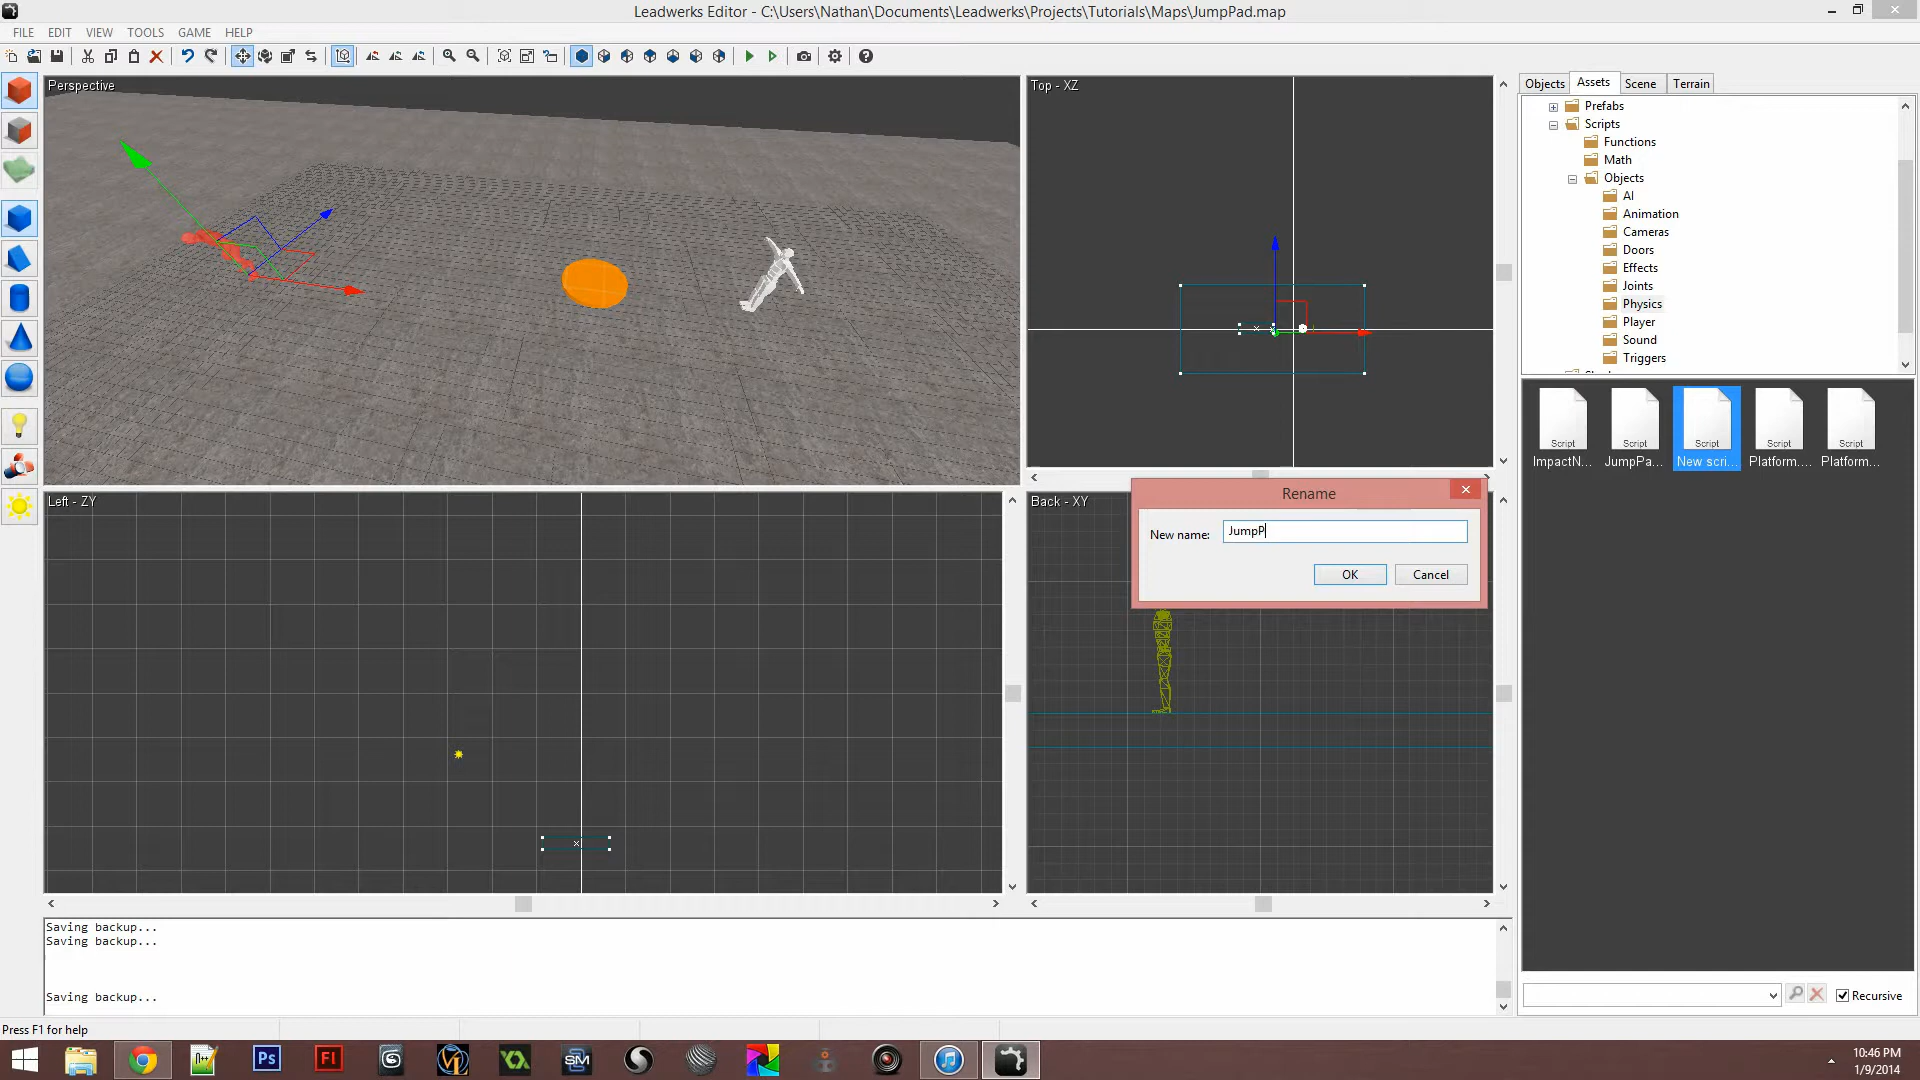 Leadwerks Editor - C:\Users\Nathan\Documents\Leadwerks\Projects\Tutorials\Maps\JumpPad.map
FILE EDIT VIEW TOOLS GAME HELP
Perspective
Top - XZ
Left - ZY
Back - XY
Objects Assets Scene Terrain
Prefabs
Scripts
Functions
Math
Objects
AI
Animation
Cameras
Doors
Effects
Joints
Physics
Player
Sound
Triggers
Script Script Script Script Script
ImpactN... JumpPa... New scri... Platform.... Platform...
Rename
New name: JumpP
OK Cancel
Saving backup...
Saving backup...
Saving backup...
Recursive
Press F1 for help
Ps Fl SM
10:46 PM
1/9/2014